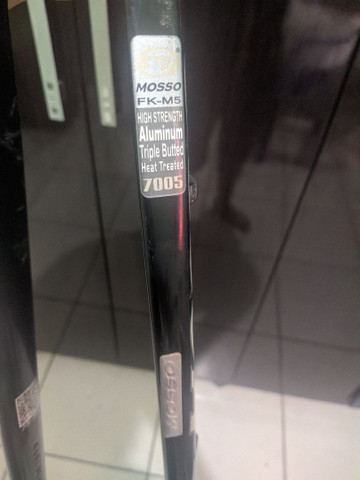 MOSSO
FK-M5
HIGH STRENGTH
Aluminum
Triple Butted
Heat Treated
7005
MOSSO